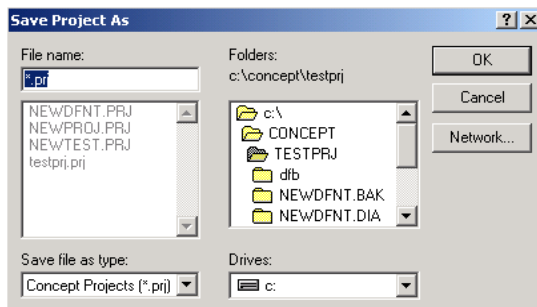 Save Project As
File name:
*.prj
NEWDFNT.PRJ
NEWPROJ.PRJ
NEWTEST.PRJ
testprj.prj
Save file as type:
Concept Projects (*.prj)
Folders:
c:\concept\testprj
c:\
CONCEPT
TESTPRJ
dfb
NEWDFNT.BAK
NEWDFNT.DIA
Drives:
c:
OK
Cancel
Network...